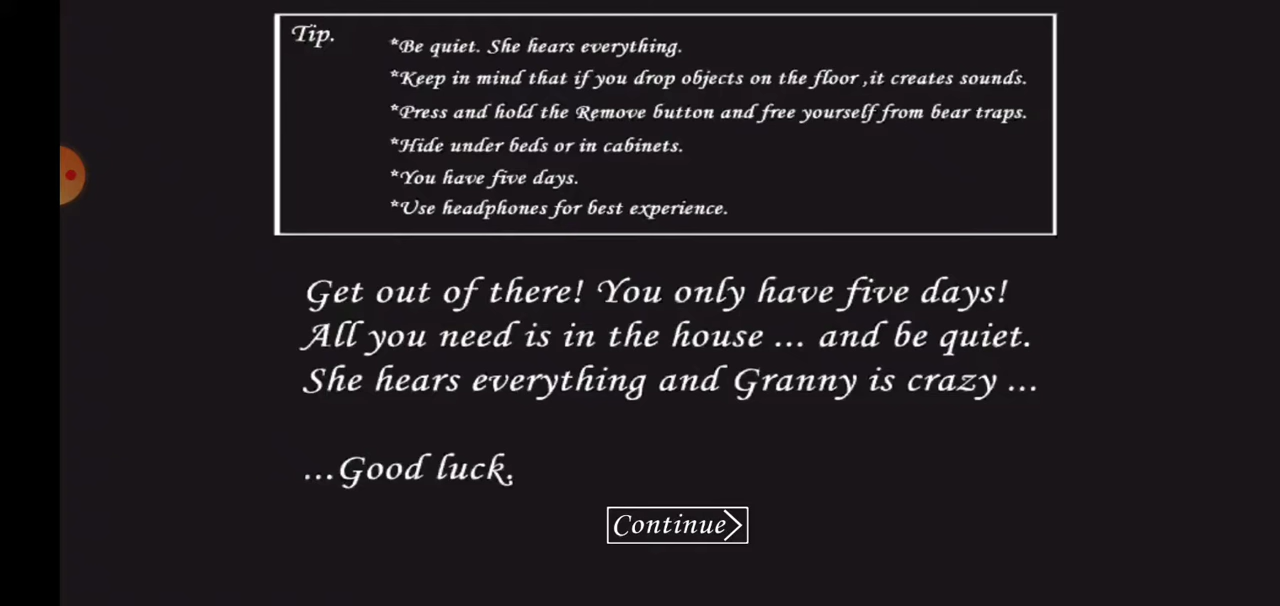 Tip.
*Be quiet. She hears everything.
*Keep in mind that if you drop objects on the floor ,it creates sounds.
*Press and hold the Remove button and free yourself from bear traps.
*Hide under beds or in cabinets.
*You have five days.
*Use headphones for best experience.
Get out of there! You only have five days!
All you need is in the house ... and be quiet.
She hears everything and Granny is crazy ...
...Good luck.
Continue